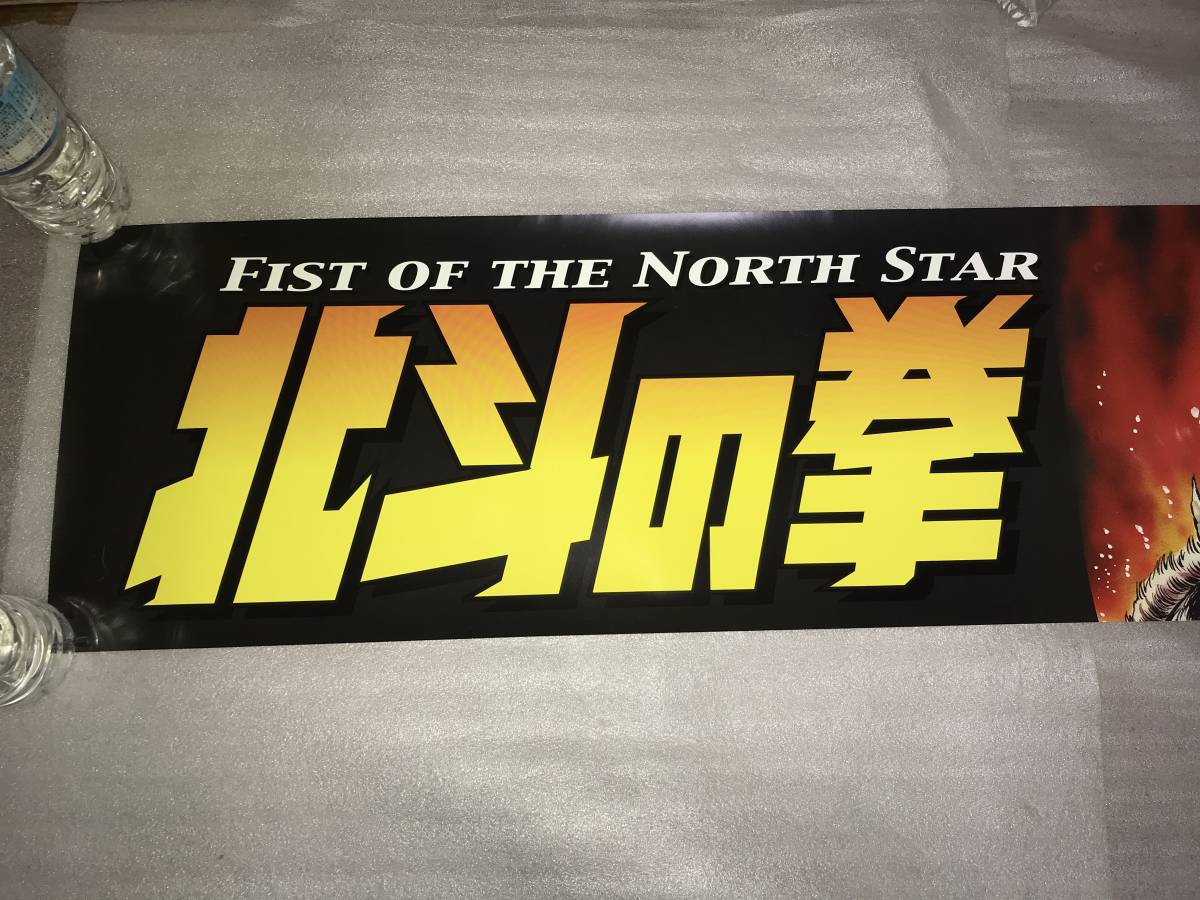 FIST OF THE NORTH STAR
北斗の拳